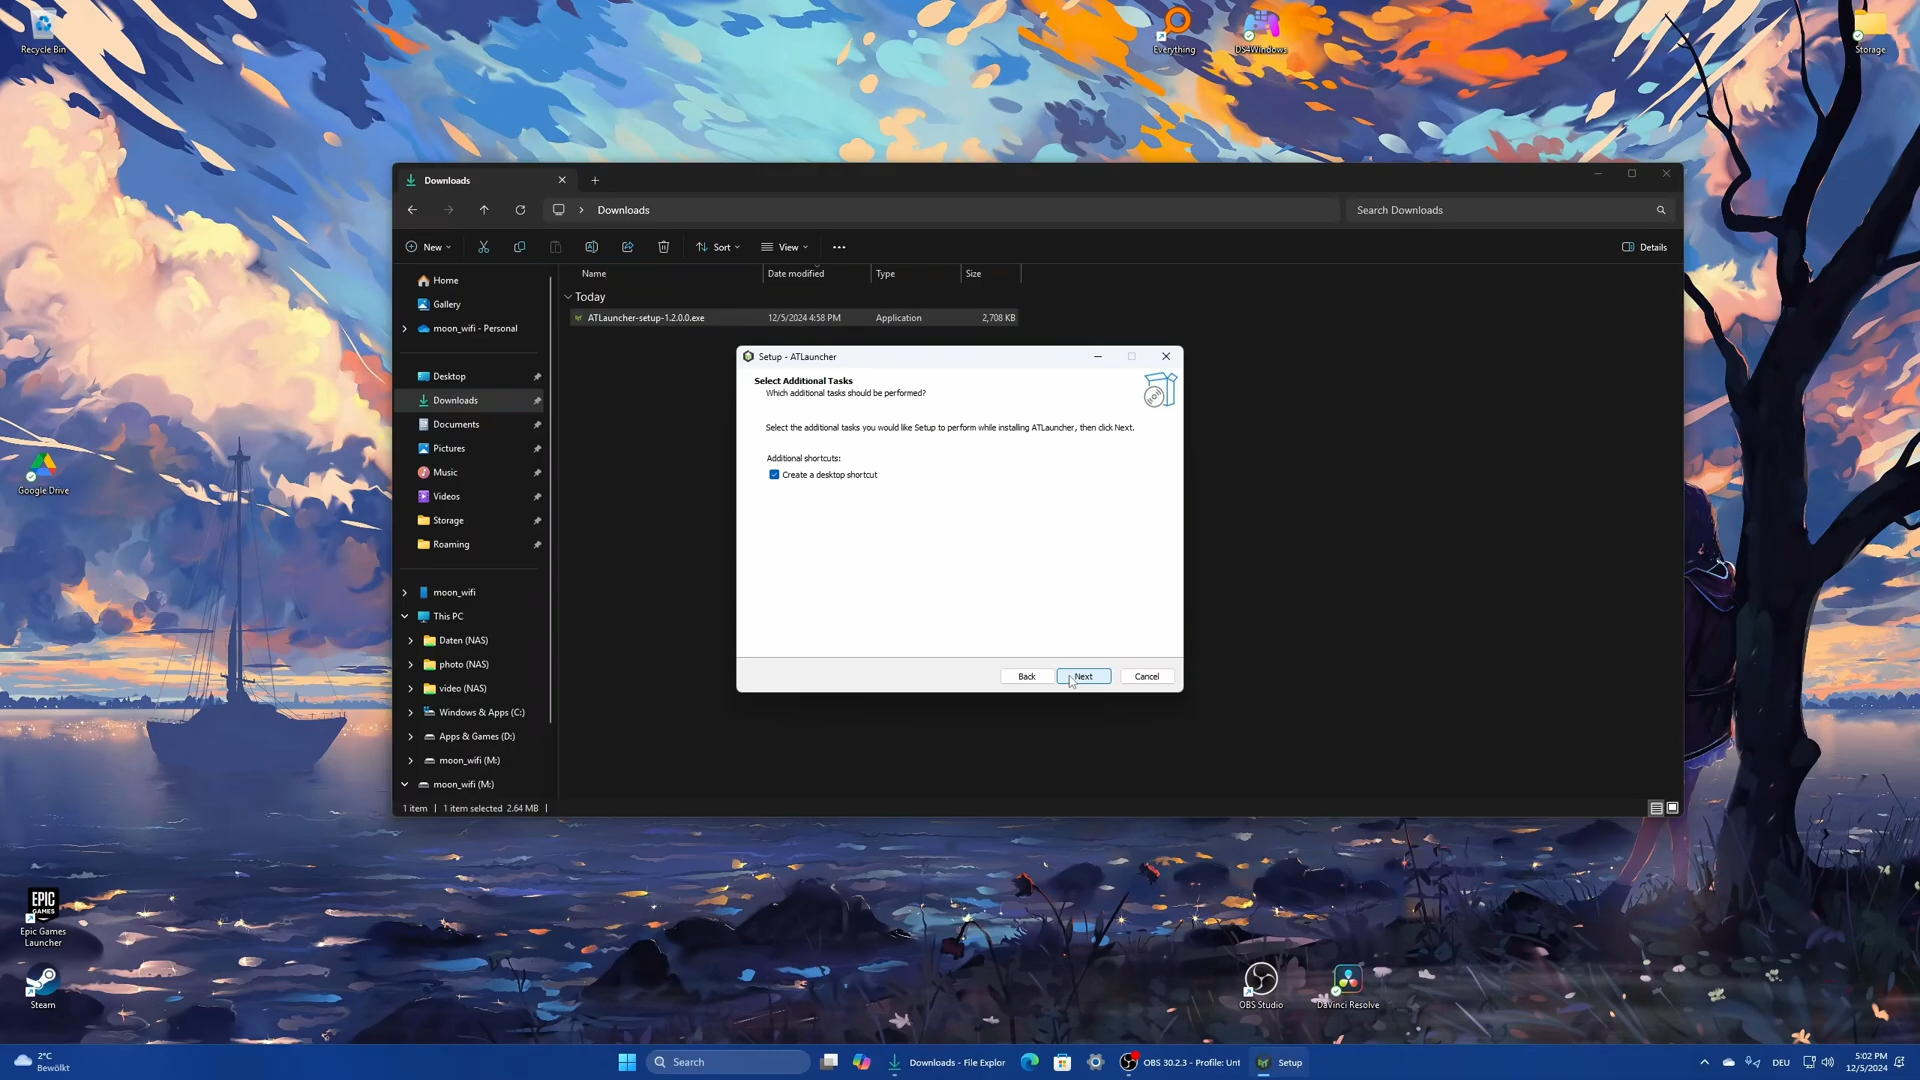 Recycle Bin
Everything
DS4Windows
Storage
Downloads
Downloads
Search Downloads
New
Sort
View
Details
Home
Gallery
moon_wifi - Personal
Desktop
Downloads
Documents
Pictures
Music
Videos
Storage
Roaming
moon_wifi
This PC
Daten (NAS)
photo (NAS)
video (NAS)
Windows & Apps (C:)
Apps & Games (D:)
moon_wifi (M:)
moon_wifi (M:)
Name Date modified Type Size
Today
ATLauncher-setup-1.2.0.0.exe 12/5/2024 4:58 PM Application 2,708 KB
Setup - ATLauncher
Select Additional Tasks
Which additional tasks should be performed?
Select the additional tasks you would like Setup to perform while installing ATLauncher, then click Next.
Additional shortcuts:
Create a desktop shortcut
Back
Next
Cancel
1 item 1 item selected 2.64 MB
Google Drive
EPIC GAMES
Epic Games
Launcher
Steam
OBS Studio
DaVinci Resolve
2°C
Bewölkt
Search
Downloads - File Explor
OBS 30.2.3 - Profile: Unt
Setup
DEU
5:02 PM
12/5/2024